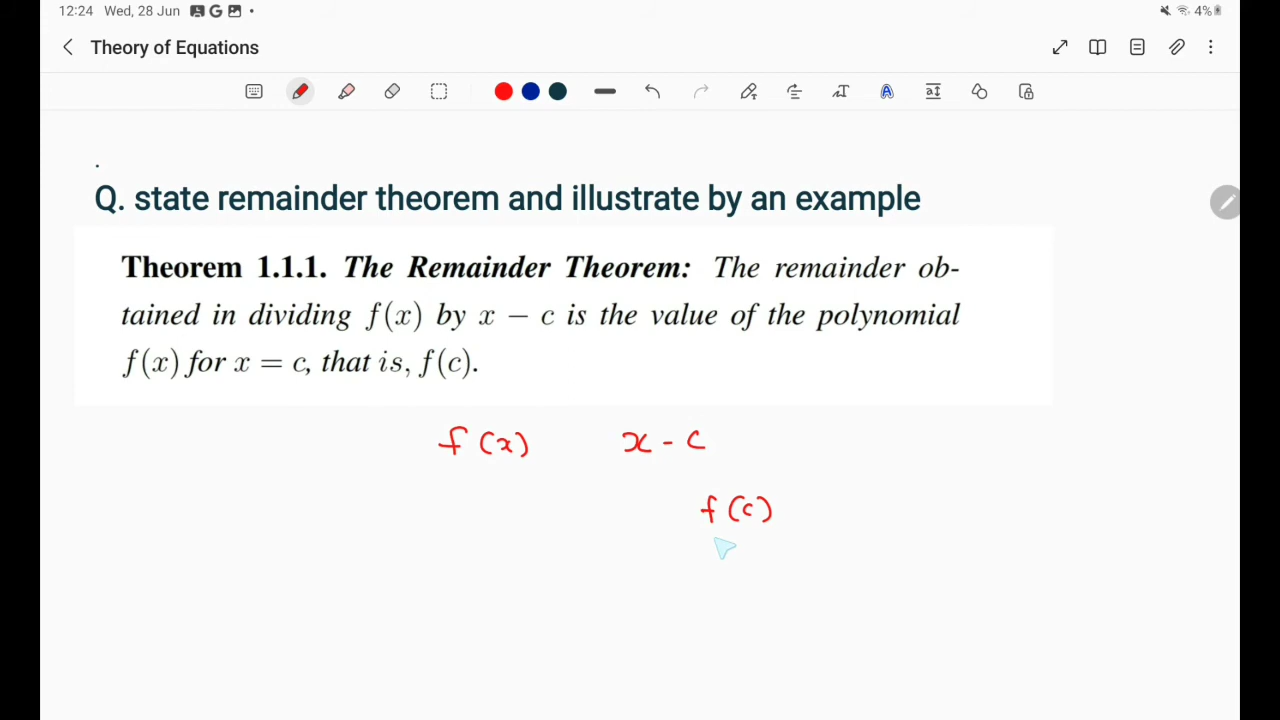 12:24 Wed, 28 Jun 4%
Theory of Equations
.
Q. state remainder theorem and illustrate by an example
Theorem 1.1.1. The Remainder Theorem: The remainder ob-
tained in dividing f(x) by x − c is the value of the polynomial
f(x) for x = c, that is, f(c).
f(x) x - c
f(c)